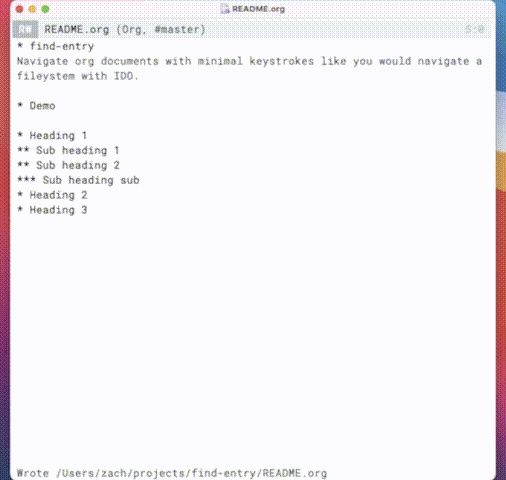 README.org
RW README.org (Org, #master) 5:0
* find-entry
Navigate org documents with minimal keystrokes like you would navigate a
fileystem with IDO.
* Demo
* Heading 1
** Sub heading 1
** Sub heading 2
*** Sub heading sub
* Heading 2
* Heading 3
Wrote /Users/zach/projects/find-entry/README.org